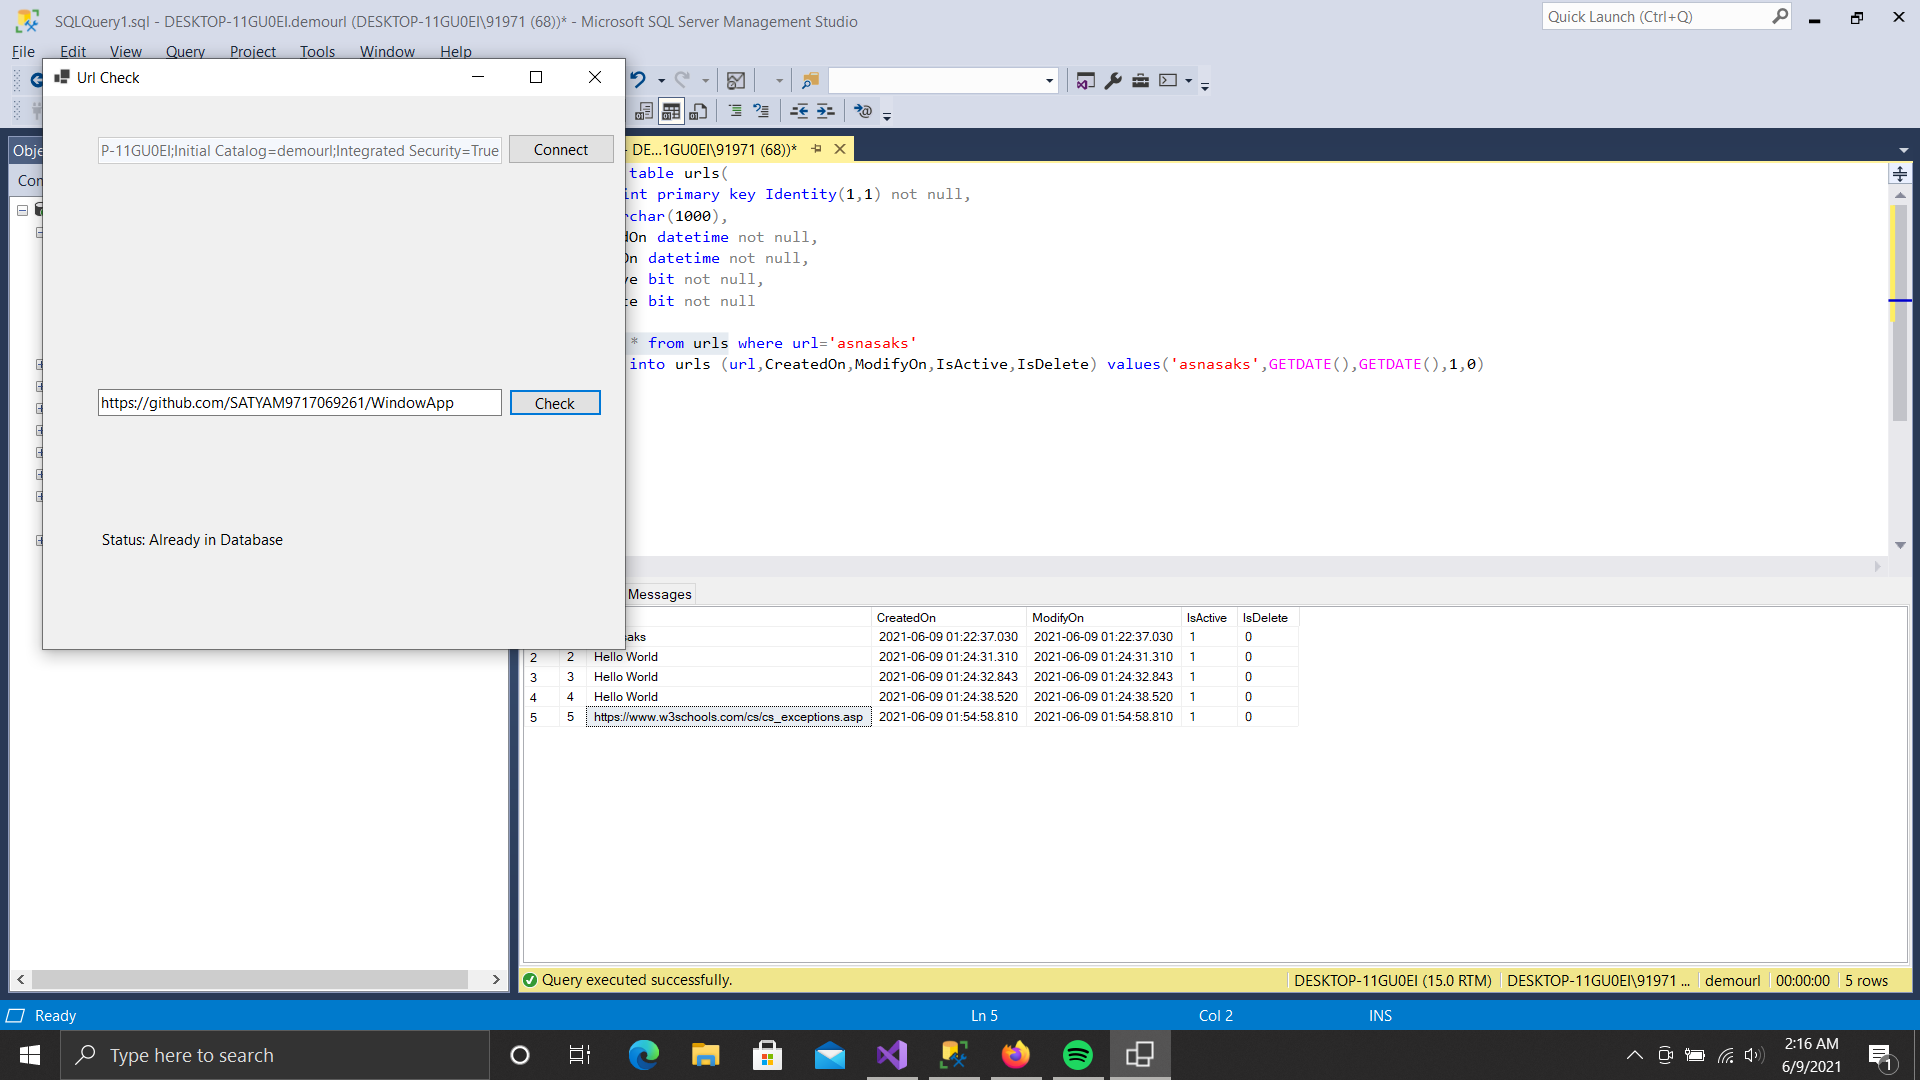 SQLQuery1.sql - DESKTOP-11GU0EI.demourl (DESKTOP-11GU0EI\91971 (68))* - Microsoft SQL Server Management Studio
Quick Launch (Ctrl+Q)
File Edit View Query Project Tools Window Help
Url Check
P-11GU0EI;Initial Catalog=demourl;Integrated Security=True
Connect
https://github.com/SATYAM9717069261/WindowApp
Check
Status: Already in Database
Obje
Con
- DE...1GU0EI\91971 (68))*
table urls(
int primary key Identity(1,1) not null,
rchar(1000),
dOn datetime not null,
On datetime not null,
ve bit not null,
te bit not null
* from urls where url='asnasaks'
into urls (url,CreatedOn,ModifyOn,IsActive,IsDelete) values('asnasaks',GETDATE(),GETDATE(),1,0)
Messages
CreatedOn ModifyOn IsActive IsDelete
saks 2021-06-09 01:22:37.030 2021-06-09 01:22:37.030 1 0
2 2 Hello World 2021-06-09 01:24:31.310 2021-06-09 01:24:31.310 1 0
3 3 Hello World 2021-06-09 01:24:32.843 2021-06-09 01:24:32.843 1 0
4 4 Hello World 2021-06-09 01:24:38.520 2021-06-09 01:24:38.520 1 0
5 5 https://www.w3schools.com/cs/cs_exceptions.asp 2021-06-09 01:54:58.810 2021-06-09 01:54:58.810 1 0
Query executed successfully.
DESKTOP-11GU0EI (15.0 RTM) DESKTOP-11GU0EI\91971 ... demourl 00:00:00 5 rows
Ready Ln 5 Col 2 INS
Type here to search
2:16 AM
6/9/2021
1